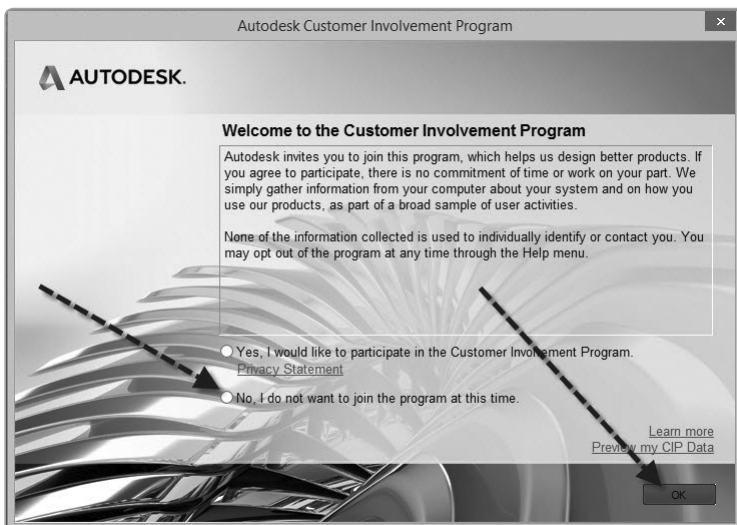 Autodesk Customer Involvement Program
AUTODESK.
Welcome to the Customer Involvement Program
Autodesk invites you to join this program, which helps us design better products. If
you agree to participate, there is no commitment of time or work on your part. We
simply gather information from your computer about your system and on how you
use our products, as part of a broad sample of user activities.
None of the information collected is used to individually identify or contact you. You
may opt out of the program at any time through the Help menu.
Yes, I would like to participate in the Customer Involvement Program.
Privacy Statement
No, I do not want to join the program at this time.
Learn more
Preview my CIP Data
OK